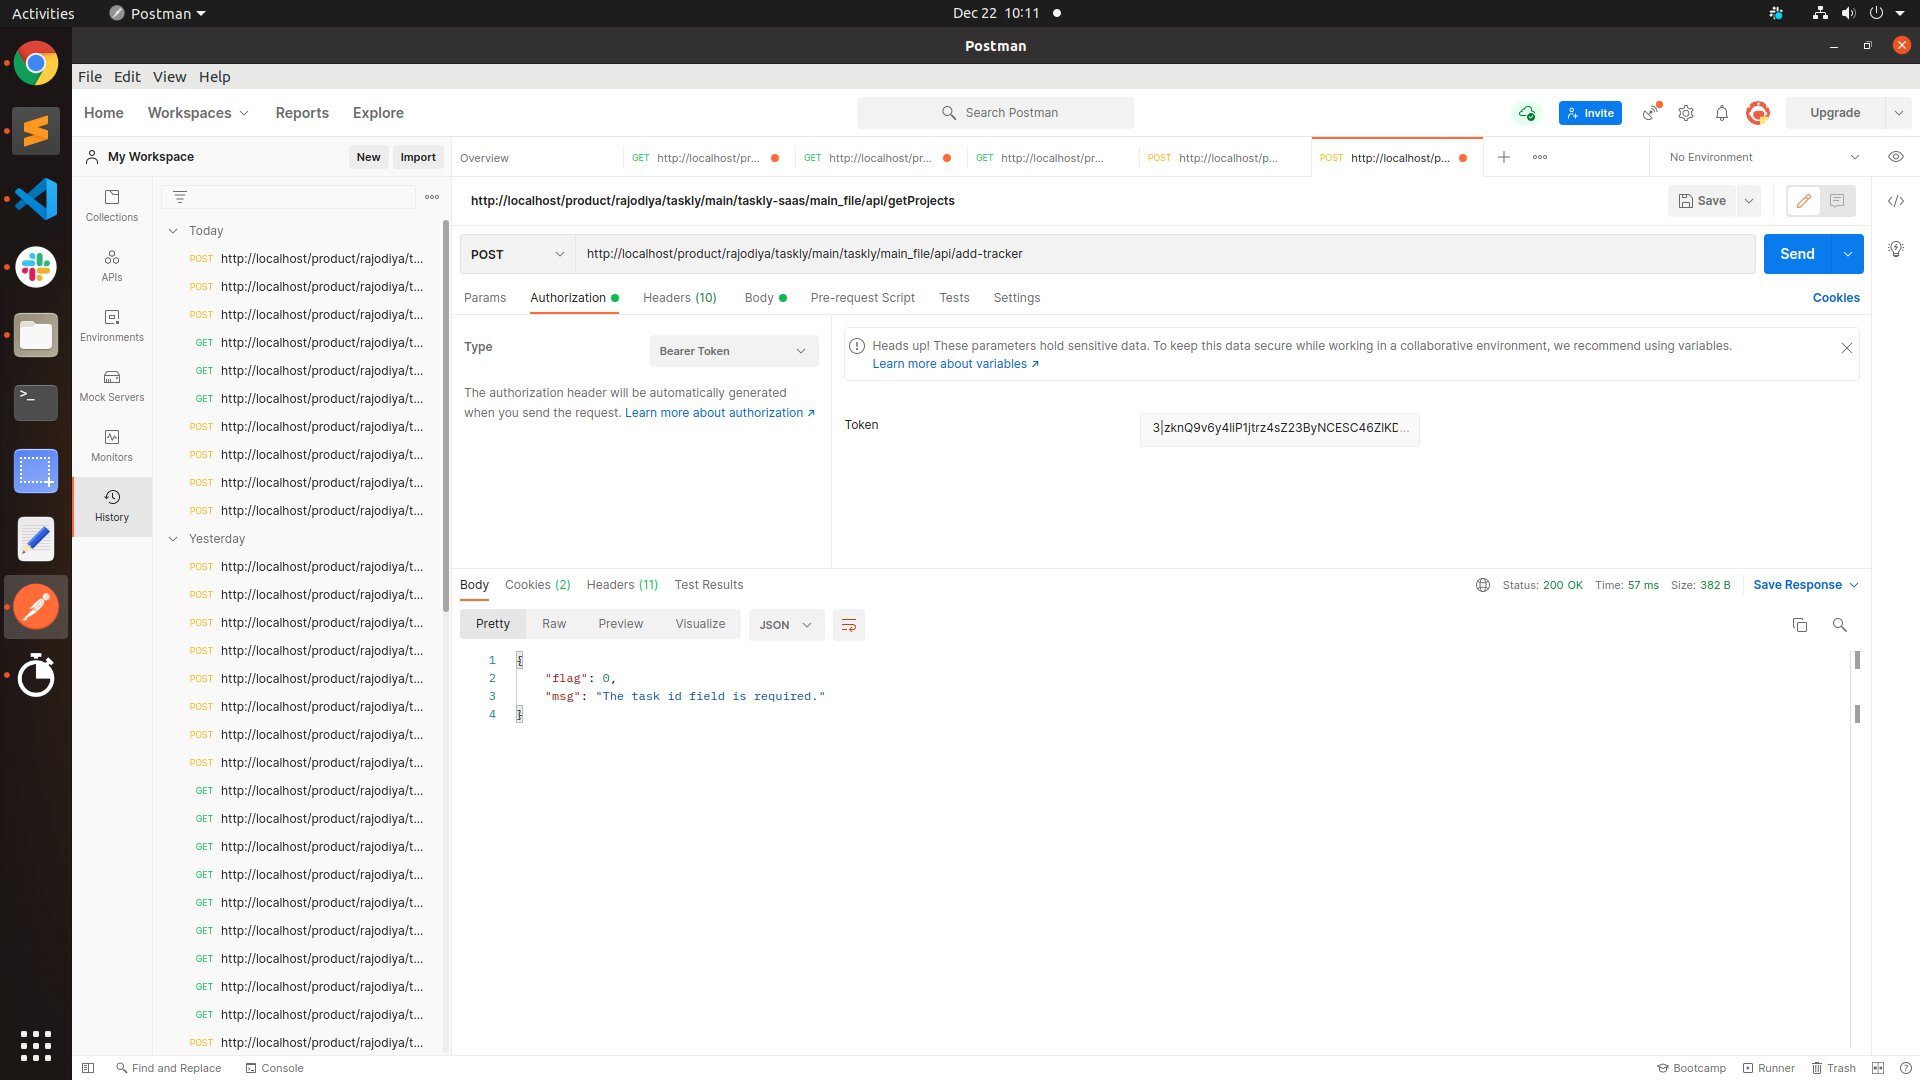 Activities
Postman
Dec 22 10:11
Postman
File Edit View Help
Home Workspaces Reports Explore
Search Postman
Invite
Upgrade
My Workspace
New
Import
Overview
GET http://localhost/pr...
GET http://localhost/pr...
GET http://localhost/pr...
POST http://localhost/p...
POST http://localhost/p...
No Environment
Collections
APIs
Environments
Mock Servers
Monitors
History
Today
POST http://localhost/product/rajodiya/t...
POST http://localhost/product/rajodiya/t...
POST http://localhost/product/rajodiya/t...
GET http://localhost/product/rajodiya/t...
GET http://localhost/product/rajodiya/t...
GET http://localhost/product/rajodiya/t...
POST http://localhost/product/rajodiya/t...
POST http://localhost/product/rajodiya/t...
POST http://localhost/product/rajodiya/t...
POST http://localhost/product/rajodiya/t...
Yesterday
POST http://localhost/product/rajodiya/t...
POST http://localhost/product/rajodiya/t...
POST http://localhost/product/rajodiya/t...
POST http://localhost/product/rajodiya/t...
POST http://localhost/product/rajodiya/t...
POST http://localhost/product/rajodiya/t...
POST http://localhost/product/rajodiya/t...
POST http://localhost/product/rajodiya/t...
GET http://localhost/product/rajodiya/t...
GET http://localhost/product/rajodiya/t...
GET http://localhost/product/rajodiya/t...
GET http://localhost/product/rajodiya/t...
GET http://localhost/product/rajodiya/t...
GET http://localhost/product/rajodiya/t...
GET http://localhost/product/rajodiya/t...
GET http://localhost/product/rajodiya/t...
GET http://localhost/product/rajodiya/t...
POST http://localhost/product/rajodiya/t...
http://localhost/product/rajodiya/taskly/main/taskly-saas/main_file/api/getProjects
Save
POST
http://localhost/product/rajodiya/taskly/main/taskly/main_file/api/add-tracker
Send
Params Authorization Headers (10) Body Pre-request Script Tests Settings
Cookies
Type
Bearer Token
The authorization header will be automatically generated
when you send the request. Learn more about authorization ↗
Heads up! These parameters hold sensitive data. To keep this data secure while working in a collaborative environment, we recommend using variables.
Learn more about variables ↗
Token
3|zknQ9v6y4IiP1jtrz4sZ23ByNCESC46ZIKD...
Body Cookies (2) Headers (11) Test Results
Status: 200 OK Time: 57 ms Size: 382 B
Save Response
Pretty Raw Preview Visualize JSON
1 {
2 "flag": 0,
3 "msg": "The task id field is required."
4 }
Find and Replace
Console
Bootcamp
Runner
Trash